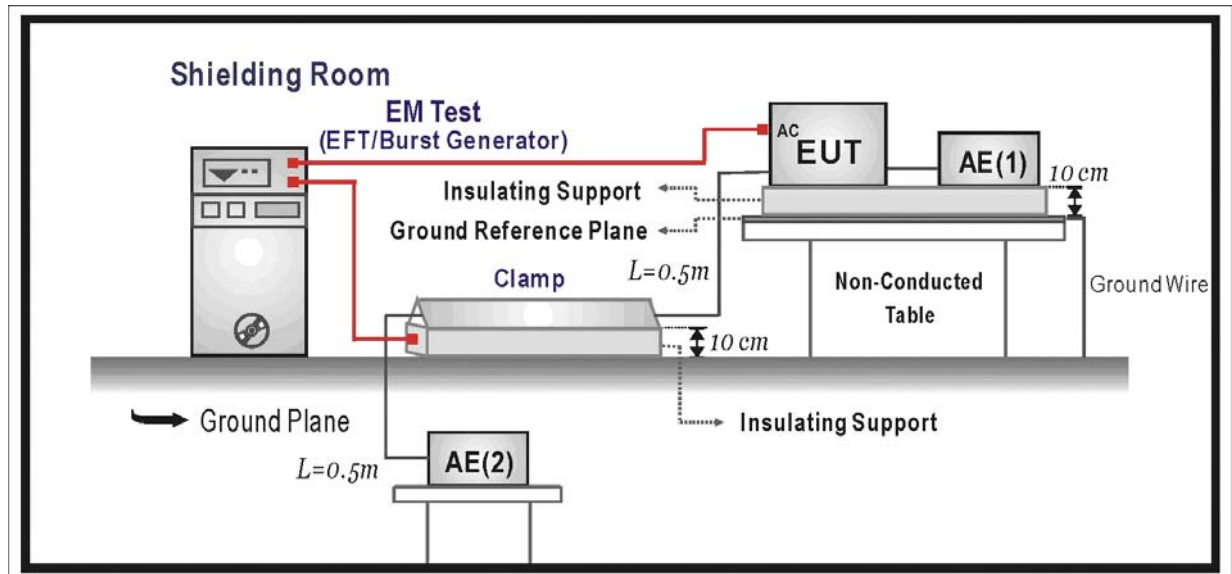 Shielding Room
EM Test
(EFT/Burst Generator)
AC
EUT
AE(1)
10 cm
Insulating Support
Ground Reference Plane
L=0.5m
Clamp
Non-Conducted
Table
Ground Wire
10 cm
Ground Plane
Insulating Support
L=0.5m
AE(2)